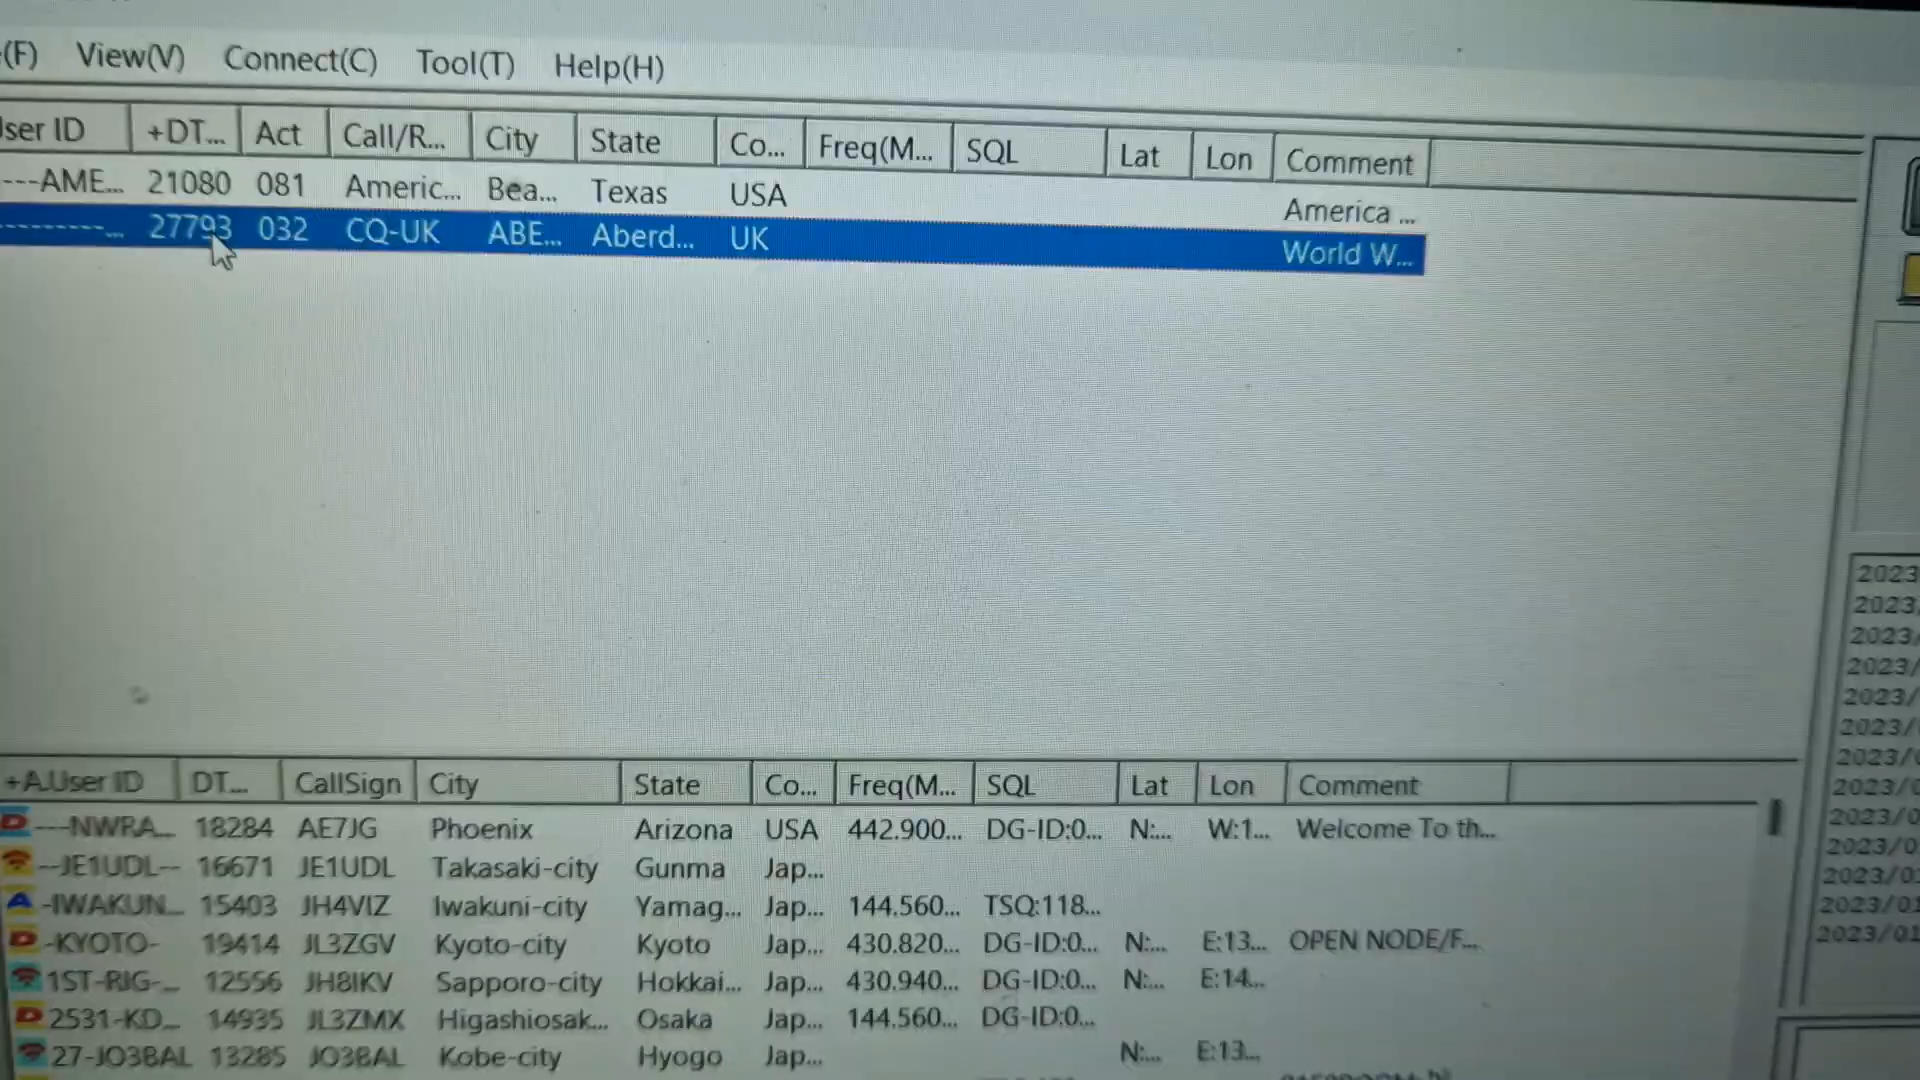 (F) View(V) Connect(C) Tool(T) Help(H)
User ID +DT... Act Call/R... City State Co... Freq(M... SQL Lat Lon Comment
---AME... 21080 081 Americ... Bea... Texas USA America ...
---------... 27793 032 CQ-UK ABE... Aberd... UK World W...
+A.User ID DT... CallSign City State Co... Freq(M... SQL Lat Lon Comment
D ---NWRA... 18284 AE7JG Phoenix Arizona USA 442.900... DG-ID:0... N:... W:1... Welcome To th...
--JE1UDL-- 16671 JE1UDL Takasaki-city Gunma Jap...
A -IWAKUN... 15403 JH4VIZ Iwakuni-city Yamag... Jap... 144.560... TSQ:118...
D -KYOTO- 19414 JL3ZGV Kyoto-city Kyoto Jap... 430.820... DG-ID:0... N:... E:13... OPEN NODE/F...
1ST-RIG-... 12556 JH8IKV Sapporo-city Hokkai... Jap... 430.940... DG-ID:0... N:... E:14...
D 2531-KD... 14935 JL3ZMX Higashiosak... Osaka Jap... 144.560... DG-ID:0...
27-JO3BAL 13285 JO3BAL Kobe-city Hyogo Jap... N:... E:13...
2023
2023
2023/
2023/
2023/
2023/
2023/0
2023/0
2023/0
2023/0
2023/0
2023/01
2023/01